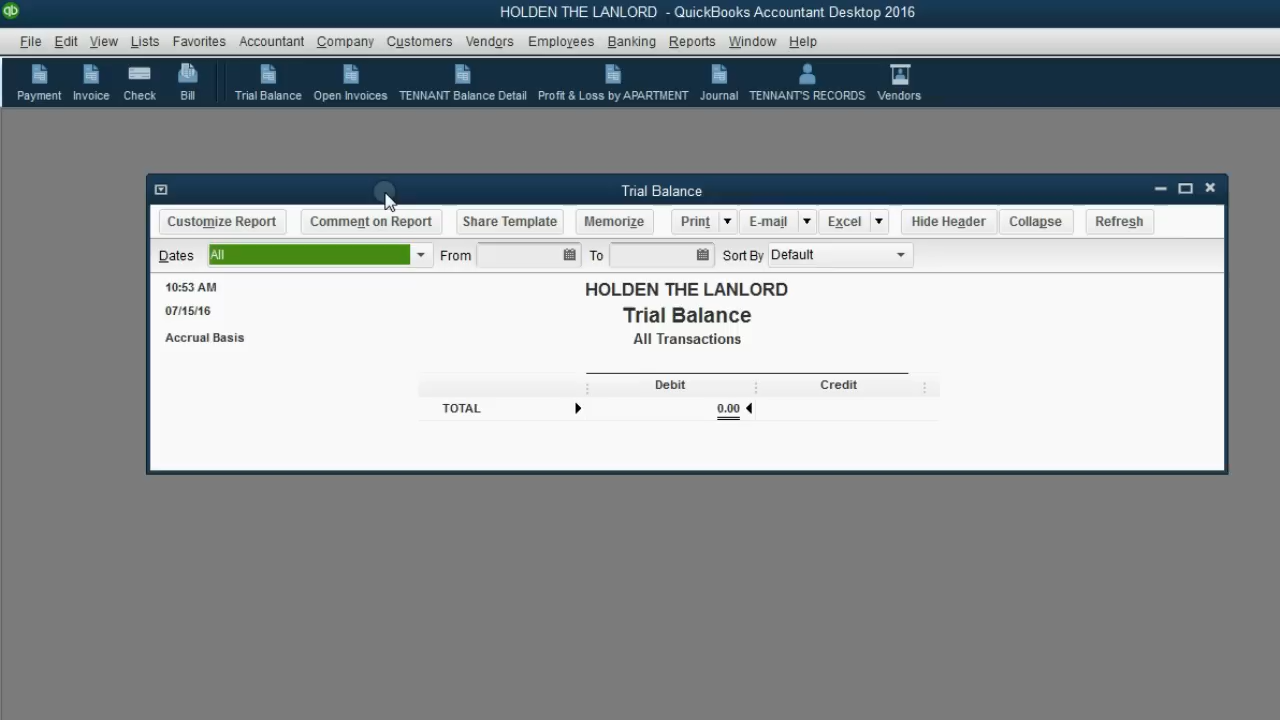 qb
HOLDEN THE LANLORD - QuickBooks Accountant Desktop 2016
File Edit View Lists Favorites Accountant Company Customers Vendors Employees Banking Reports Window Help
Payment Invoice Check Bill Trial Balance Open Invoices TENNANT Balance Detail Profit & Loss by APARTMENT Journal TENNANT'S RECORDS Vendors
Trial Balance
Customize Report Comment on Report Share Template Memorize Print E-mail Excel Hide Header Collapse Refresh
Dates All From To Sort By Default
10:53 AM
07/15/16
Accrual Basis
HOLDEN THE LANLORD
Trial Balance
All Transactions
Debit Credit
TOTAL 0.00